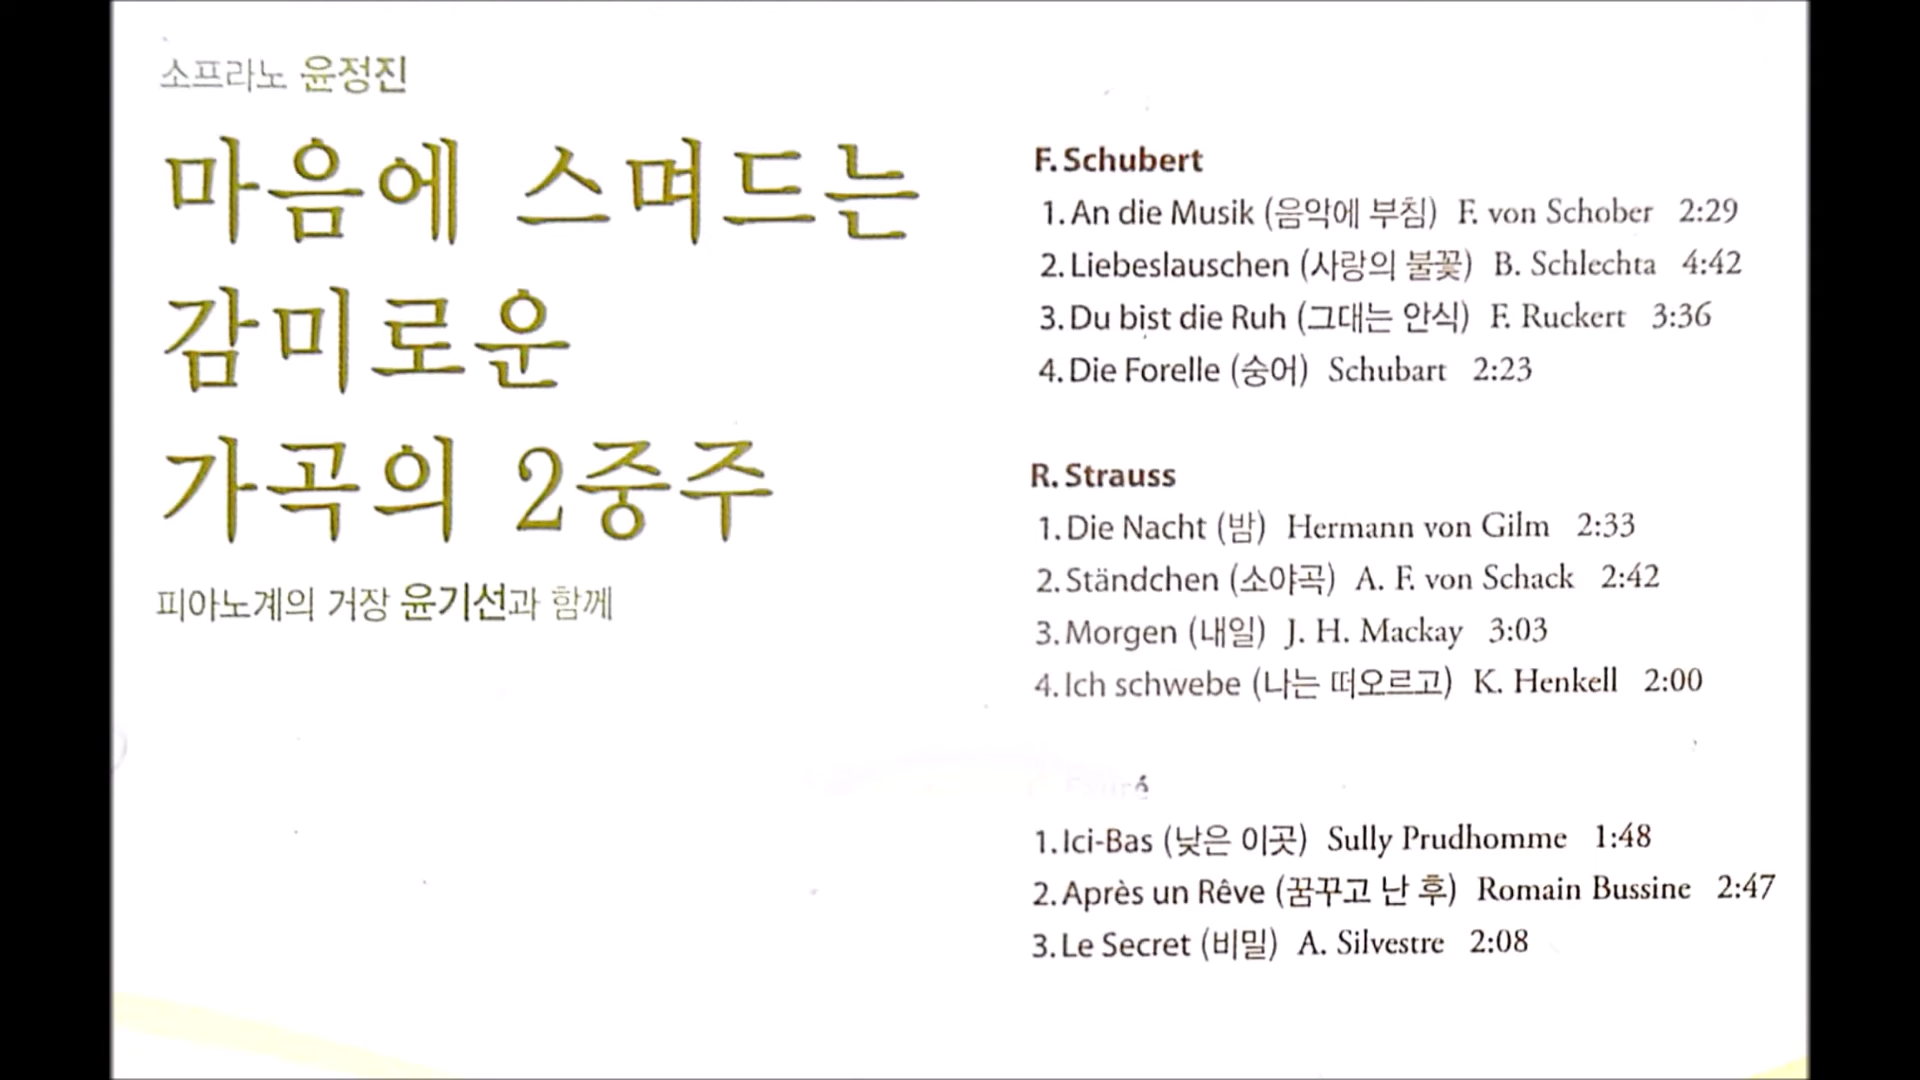 소프라노 윤정진
마음에 스며드는
감미로운
가곡의 2중주
피아노계의 거장 윤기선과 함께
F. Schubert
1. An die Musik (음악에 부침) F. von Schober 2:29
2. Liebeslauschen (사랑의 불꽃) B. Schlechta 4:42
3. Du bist die Ruh (그대는 안식) F. Ruckert 3:36
4. Die Forelle (숭어) Schubart 2:23
R. Strauss
1. Die Nacht (밤) Hermann von Gilm 2:33
2. Ständchen (소야곡) A. F. von Schack 2:42
3. Morgen (내일) J. H. Mackay 3:03
4. Ich schwebe (나는 떠오르고) K. Henkell 2:00
1. Ici-Bas (낮은 이곳) Sully Prudhomme 1:48
2. Après un Rêve (꿈꾸고 난 후) Romain Bussine 2:47
3. Le Secret (비밀) A. Silvestre 2:08